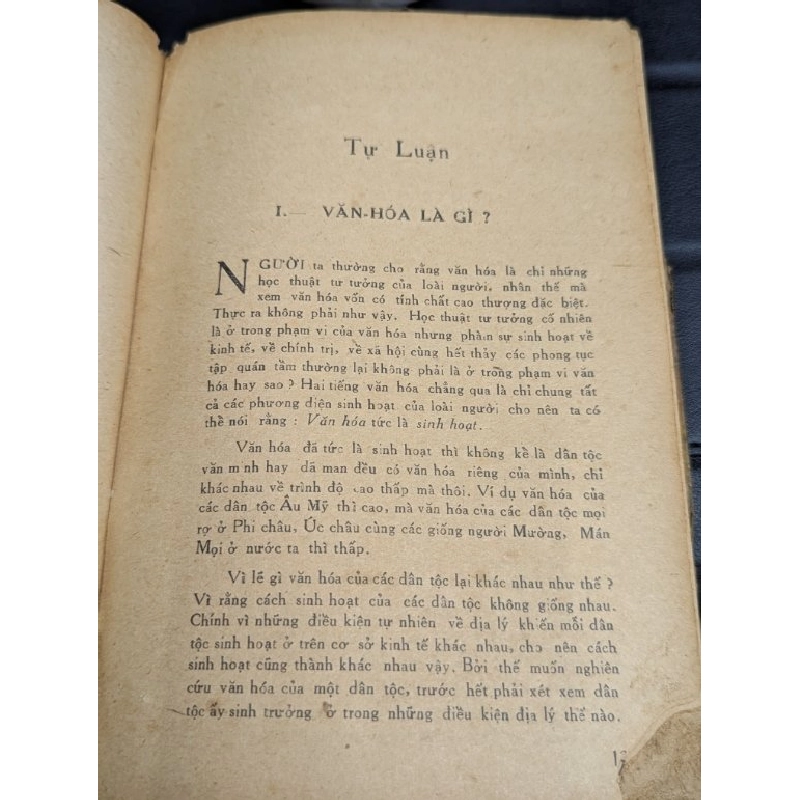 Tự Luận
I.— VĂN-HÓA LÀ GÌ ?
NGƯỜI ta thường cho rằng văn hóa là chỉ những
học thuật tư tưởng của loài người, nhân thế mà
xem văn hóa vốn có tính chất cao thượng đặc biệt.
Thực ra không phải như vậy. Học thuật tư tưởng cố nhiên
là ở trong phạm vi của văn hóa nhưng phàm sự sinh hoạt về
kinh tế, về chính trị, về xã hội cùng hết thảy các phong tục
tập quán tầm thường lại không phải là ở trong phạm vi văn
hóa hay sao ? Hai tiếng văn hóa chẳng qua là chỉ chung tất
cả các phương diện sinh hoạt của loài người cho nên ta có
thể nói rằng : Văn hóa tức là sinh hoạt.
Văn hóa đã tức là sinh hoạt thì không kể là dân tộc
văn minh hay dã man đều có văn hóa riêng của mình, chỉ
khác nhau về trình độ cao thấp mà thôi. Ví dụ văn hóa của
các dân tộc Âu Mỹ thì cao, mà văn hóa của các dân tộc mọi
rợ ở Phi châu, Úc châu cùng các giống người Mường, Mán
Mọi ở nước ta thì thấp.
Vì lẽ gì văn hóa của các dân tộc lại khác nhau như thế ?
Vì rằng cách sinh hoạt của các dân tộc không giống nhau.
Chính vì những điều kiện tự nhiên về địa lý khiến mỗi dân
tộc sinh hoạt ở trên cơ sở kinh tế khác nhau, cho nên cách
sinh hoạt cũng thành khác nhau vậy. Bởi thế muốn nghiên
cứu văn hóa của một dân tộc, trước hết phải xét xem dân
tộc ấy sinh trưởng ở trong những điều kiện địa lý thế nào.